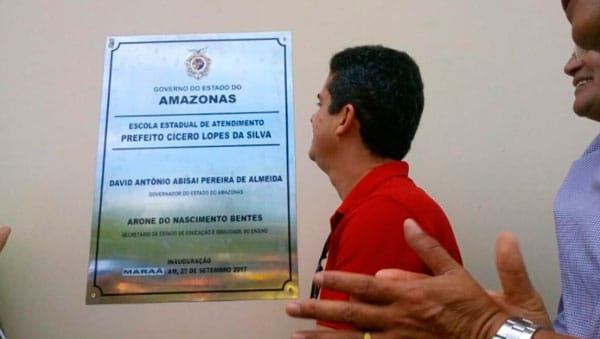 GOVERNO DO ESTADO DO
AMAZONAS
ESCOLA ESTADUAL DE ATENDIMENTO
PREFEITO CÍCERO LOPES DA SILVA
DAVID ANTÔNIO ABISAI PEREIRA DE ALMEIDA
GOVERNADOR DO ESTADO DO AMAZONAS
ARONE DO NASCIMENTO BENTES
SECRETÁRIO DE ESTADO DE EDUCAÇÃO E QUALIDADE DO ENSINO
INAUGURAÇÃO
MARAÃ AM, 27 DE SETEMBRO 2017